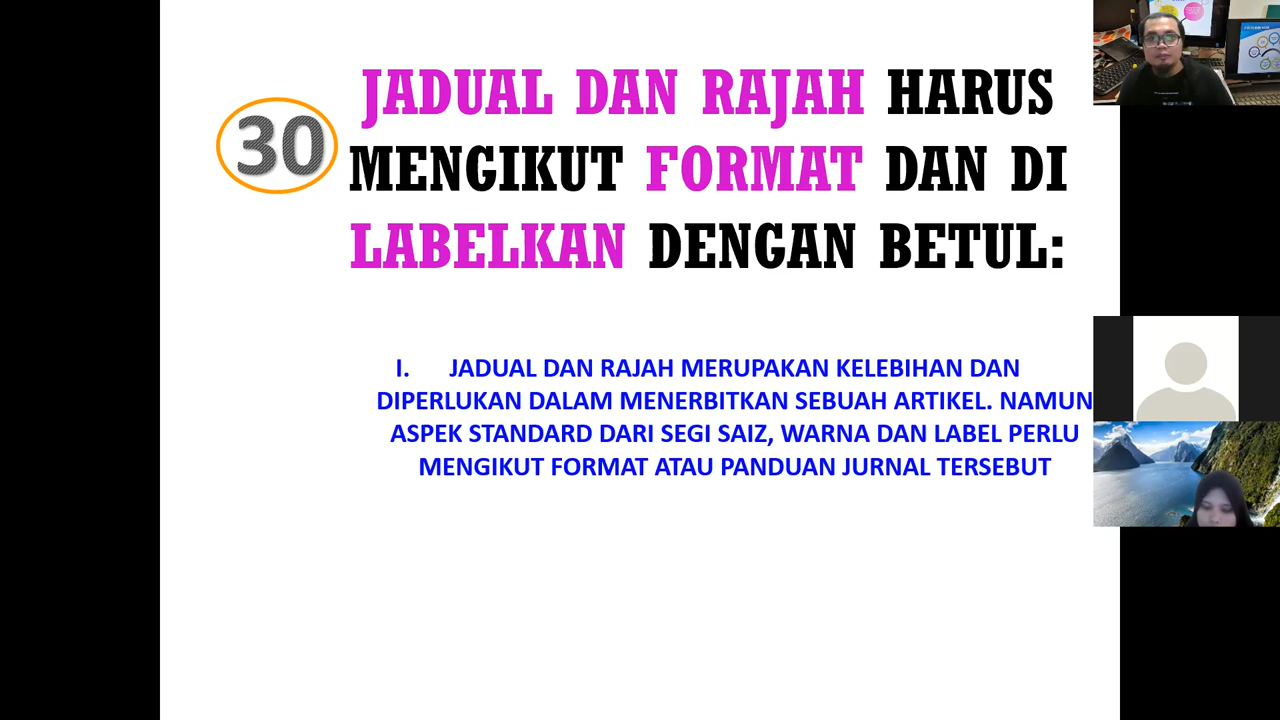 30
JADUAL DAN RAJAH HARUS
MENGIKUT FORMAT DAN DI
LABELKAN DENGAN BETUL:
I. JADUAL DAN RAJAH MERUPAKAN KELEBIHAN DAN
DIPERLUKAN DALAM MENERBITKAN SEBUAH ARTIKEL. NAMUN
ASPEK STANDARD DARI SEGI SAIZ, WARNA DAN LABEL PERLU
MENGIKUT FORMAT ATAU PANDUAN JURNAL TERSEBUT